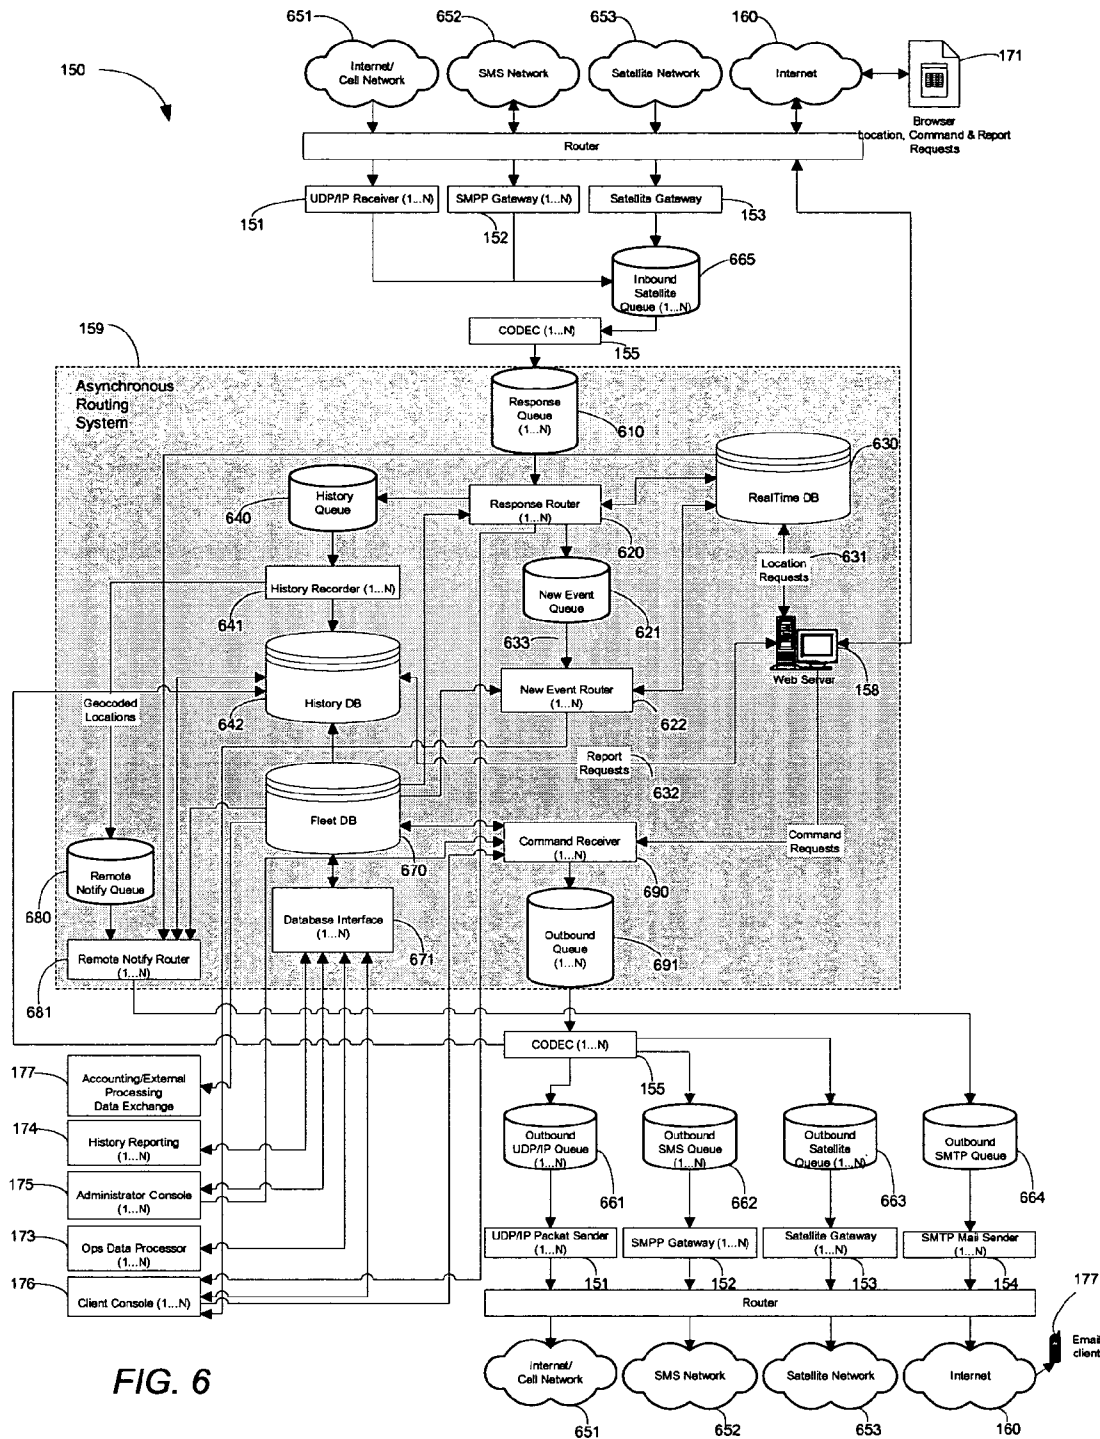 651
652
653
160
150
Internet/
Cell Network
SMS Network
Satellite Network
Internet
171
Browser
Location, Command & Report
Requests
Router
UDP/IP Receiver (1...N)
SMPP Gateway (1...N)
Satellite Gateway
151
152
153
665
Inbound
Satellite
Queue (1...N)
159
CODEC (1...N)
155
Asynchronous
Routing
System
Response
Queue
(1...N)
610
630
RealTime DB
History
Queue
640
Response Router
(1...N)
620
631
Location
Requests
History Recorder (1...N)
641
New Event
Queue
621
633
Web Server
158
Geocoded
Locations
642
History DB
New Event Router
(1...N)
622
Report
Requests
632
Fleet DB
670
Command Receiver
(1...N)
690
Command
Requests
Remote
Notify Queue
680
Database Interface
(1...N)
671
Outbound
Queue
(1...N)
691
Remote Notify Router
(1...N)
681
CODEC (1...N)
155
177
Accounting/External
Processing
Data Exchange
174
History Reporting
(1...N)
175
Administrator Console
(1...N)
173
Ops Data Processor
(1...N)
176
Client Console (1...N)
Outbound
UDP/IP Queue
(1...N)
Outbound
SMS Queue
(1...N)
Outbound
Satellite
Queue (1...N)
Outbound
SMTP Queue
661
662
663
664
UDP/IP Packet Sender
(1...N)
SMPP Gateway (1...N)
Satellite Gateway
(1...N)
SMTP Mail Sender
(1...N)
151
152
153
154
177
Router
Email
client
Internet/
Cell Network
SMS Network
Satellite Network
Internet
651
652
653
160
FIG. 6